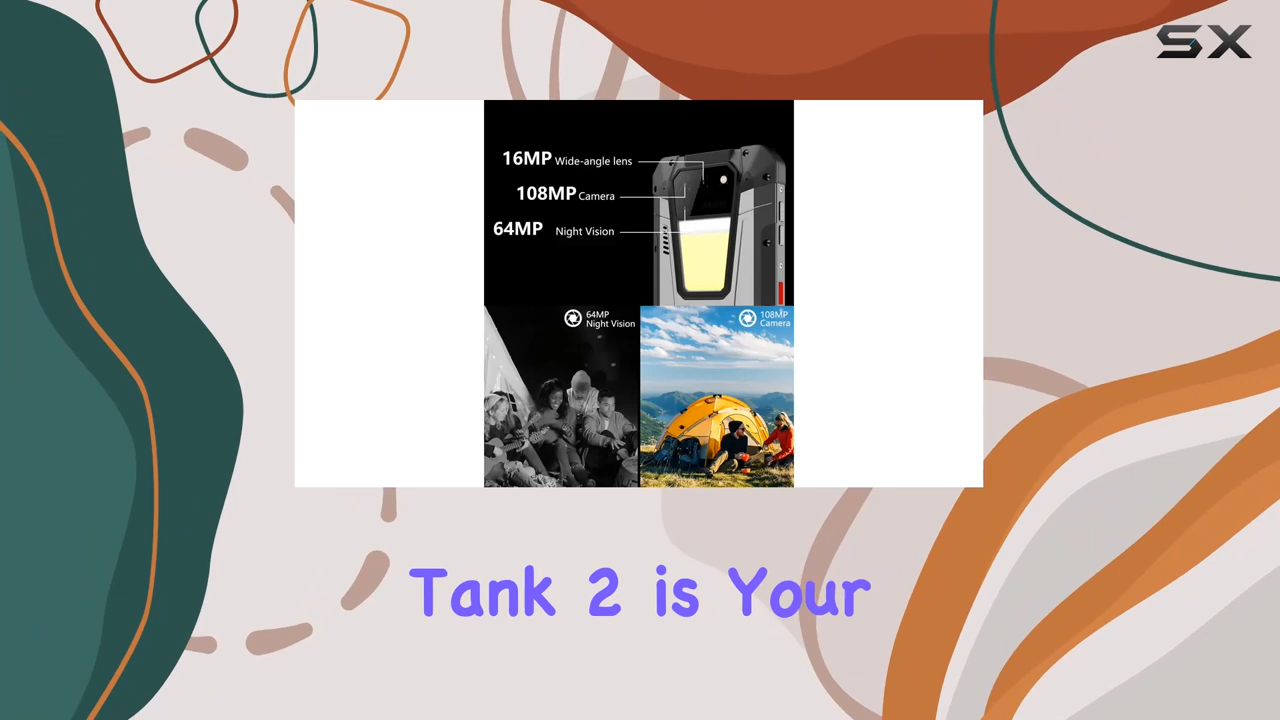 SX
16MP Wide-angle lens
108MP Camera
64MP Night Vision
64MP
Night Vision
108MP
Camera
Tank 2 is Your